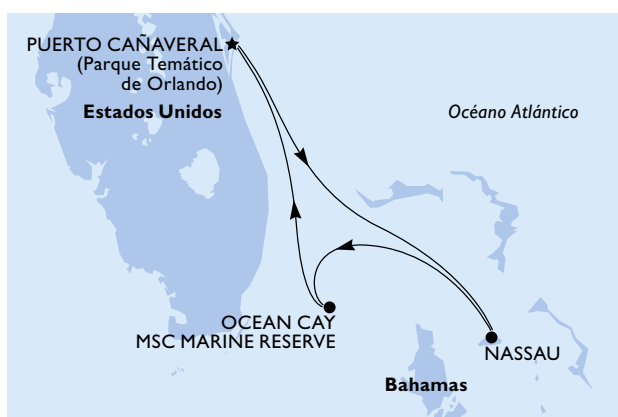 PUERTO CAÑAVERAL
(Parque Temático
de Orlando)
Estados Unidos
Océano Atlántico
OCEAN CAY
MSC MARINE RESERVE
NASSAU
Bahamas